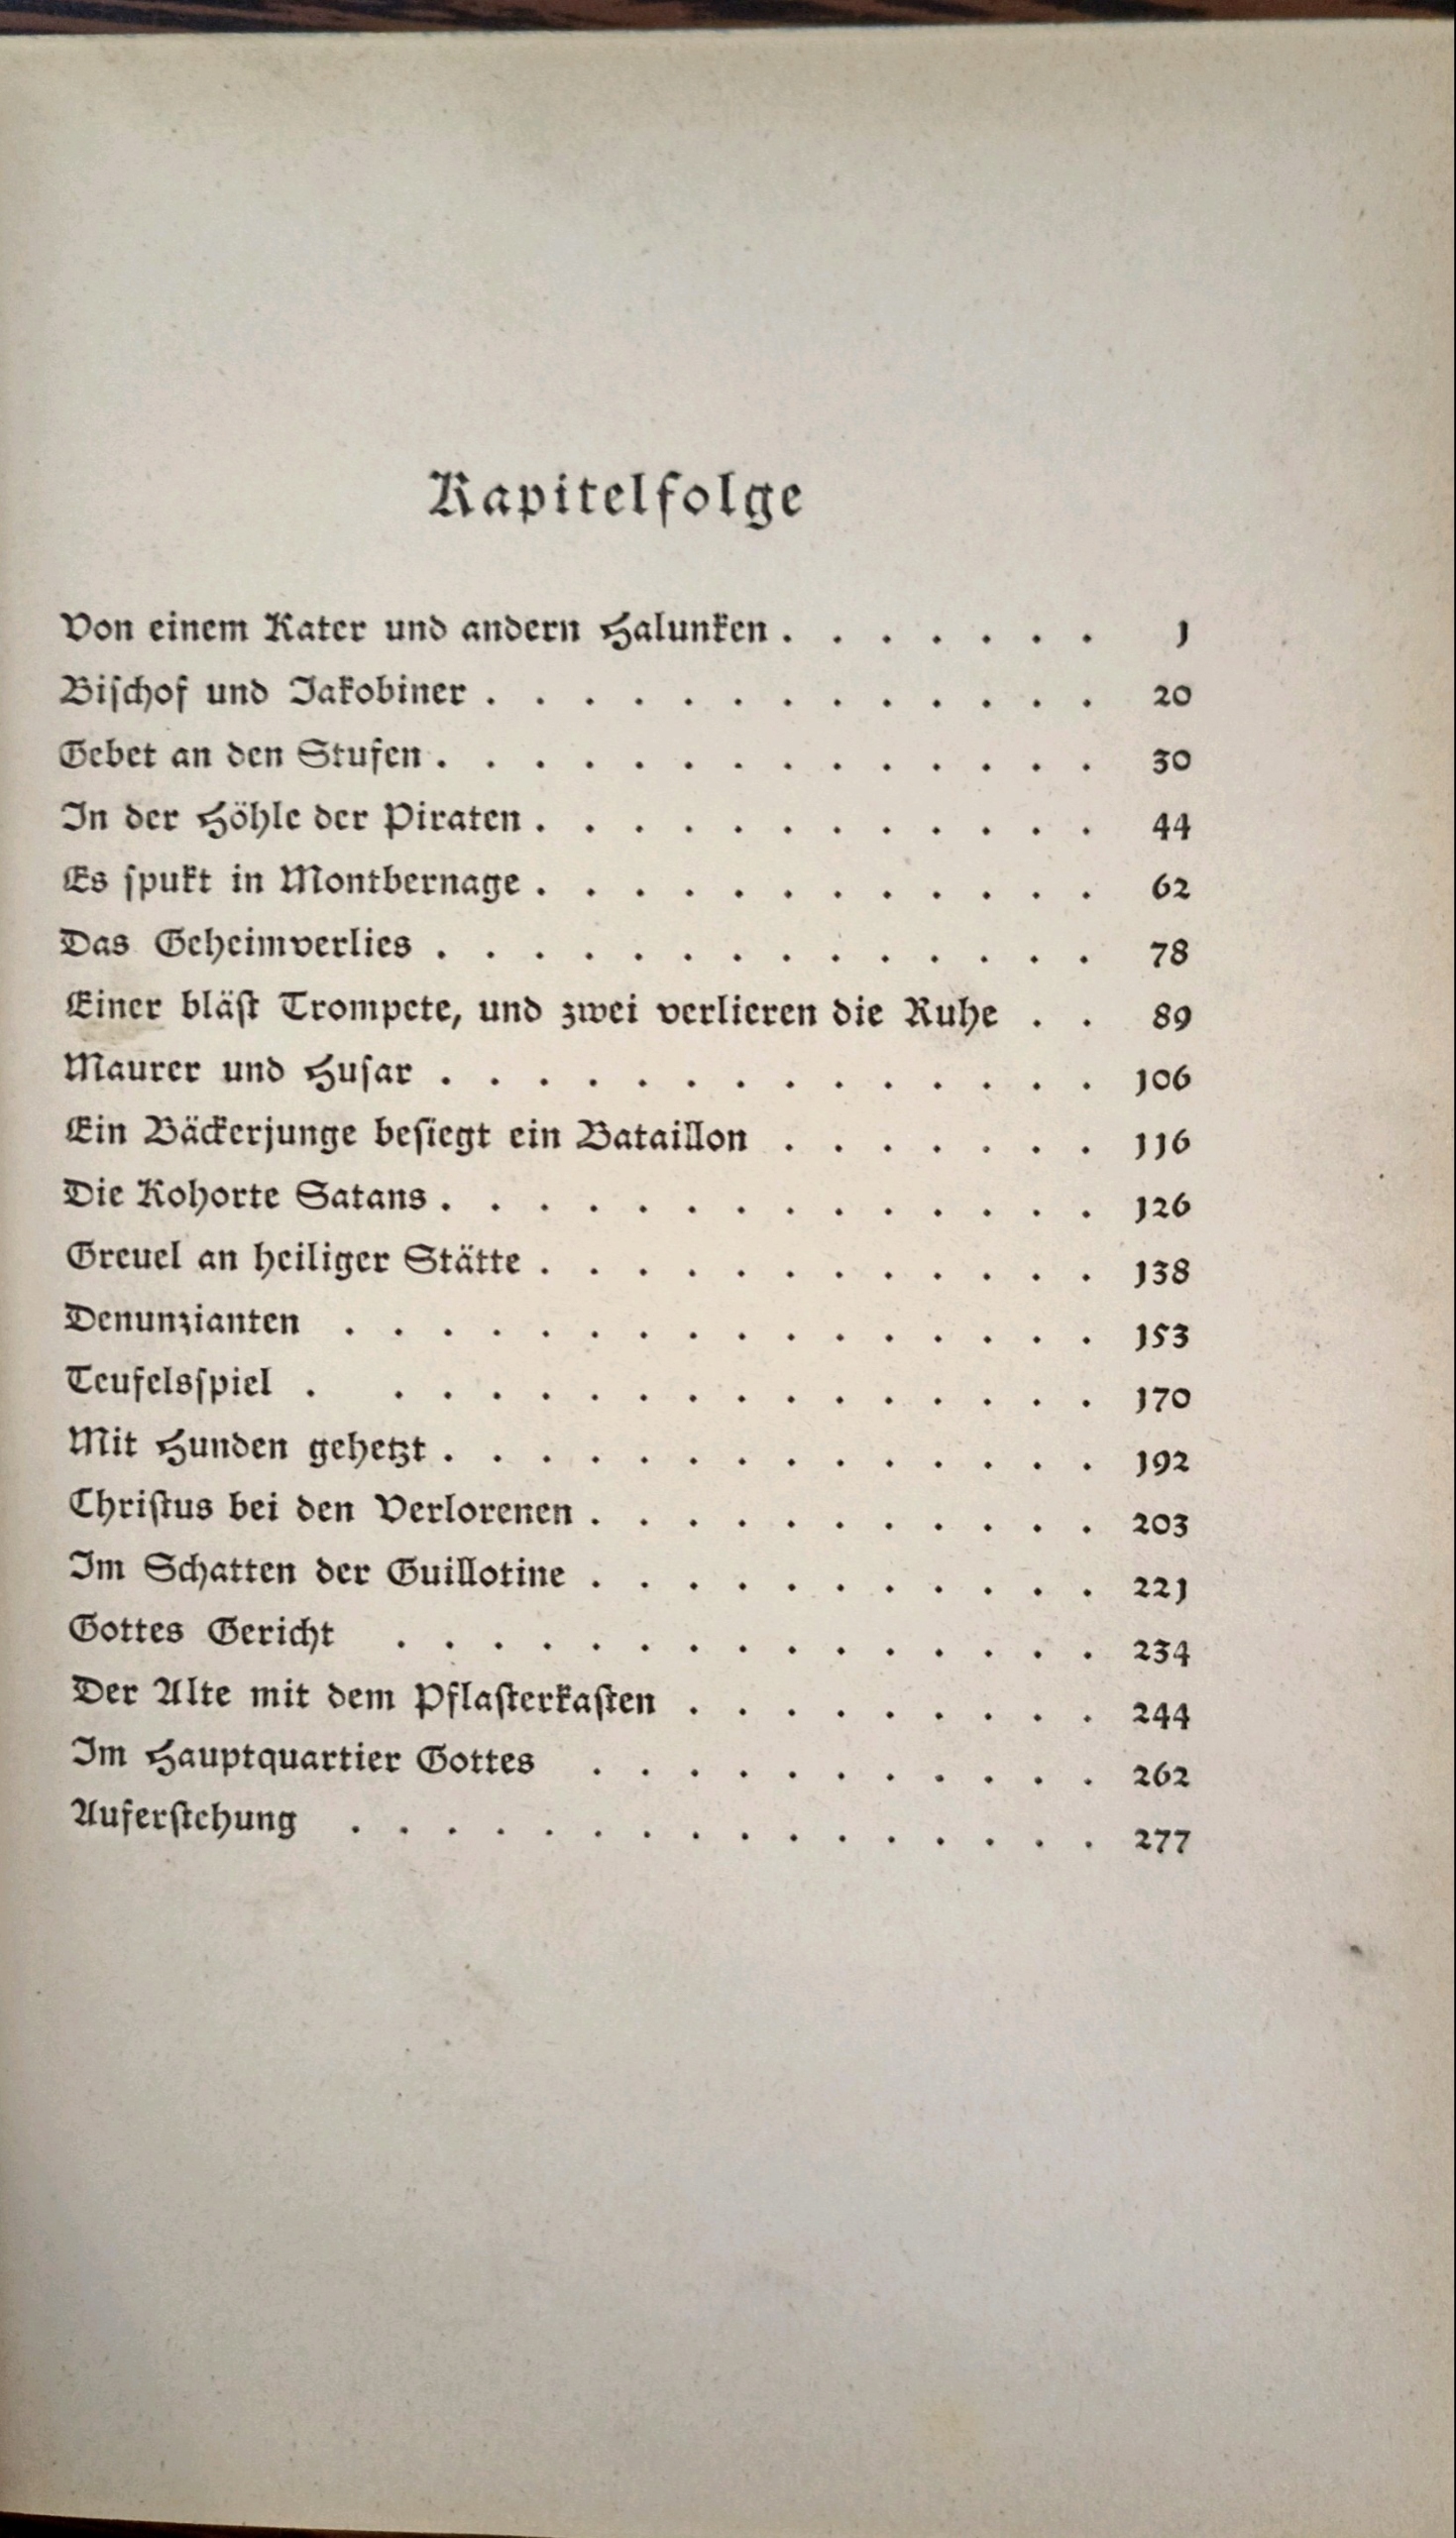 Kapitelfolge
Von einem Kater und andern Halunken . . . . . . . 1
Bischof und Jakobiner . . . . . . . . . . . . . 20
Gebet an den Stufen . . . . . . . . . . . . . . 30
In der Höhle der Piraten . . . . . . . . . . . . 44
Es spukt in Montbernage . . . . . . . . . . . . 62
Das Geheimverlies . . . . . . . . . . . . . . 78
Einer bläst Trompete, und zwei verlieren die Ruhe . . 89
Maurer und Husar . . . . . . . . . . . . . . 106
Ein Bäckerjunge besiegt ein Bataillon . . . . . . . 116
Die Kohorte Satans . . . . . . . . . . . . . . 126
Greuel an heiliger Stätte . . . . . . . . . . . . 138
Denunzianten . . . . . . . . . . . . . . . . 153
Teufelsspiel . . . . . . . . . . . . . . . . 170
Mit Hunden gehetzt . . . . . . . . . . . . . . 192
Christus bei den Verlorenen . . . . . . . . . . . 203
Im Schatten der Guillotine . . . . . . . . . . . 221
Gottes Gericht . . . . . . . . . . . . . . . 234
Der Alte mit dem Pflasterkasten . . . . . . . . . 244
Im Hauptquartier Gottes . . . . . . . . . . . 262
Auferstehung . . . . . . . . . . . . . . . . 277